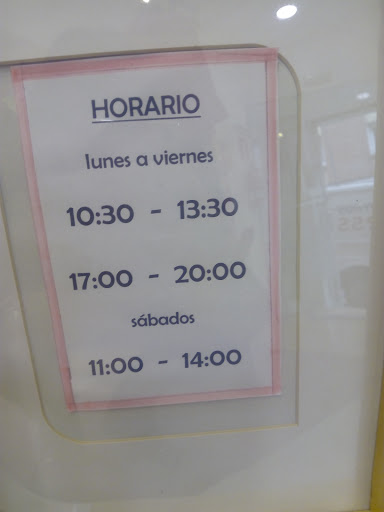 HORARIO
lunes a viernes
10:30 - 13:30
17:00 - 20:00
sábados
11:00 - 14:00